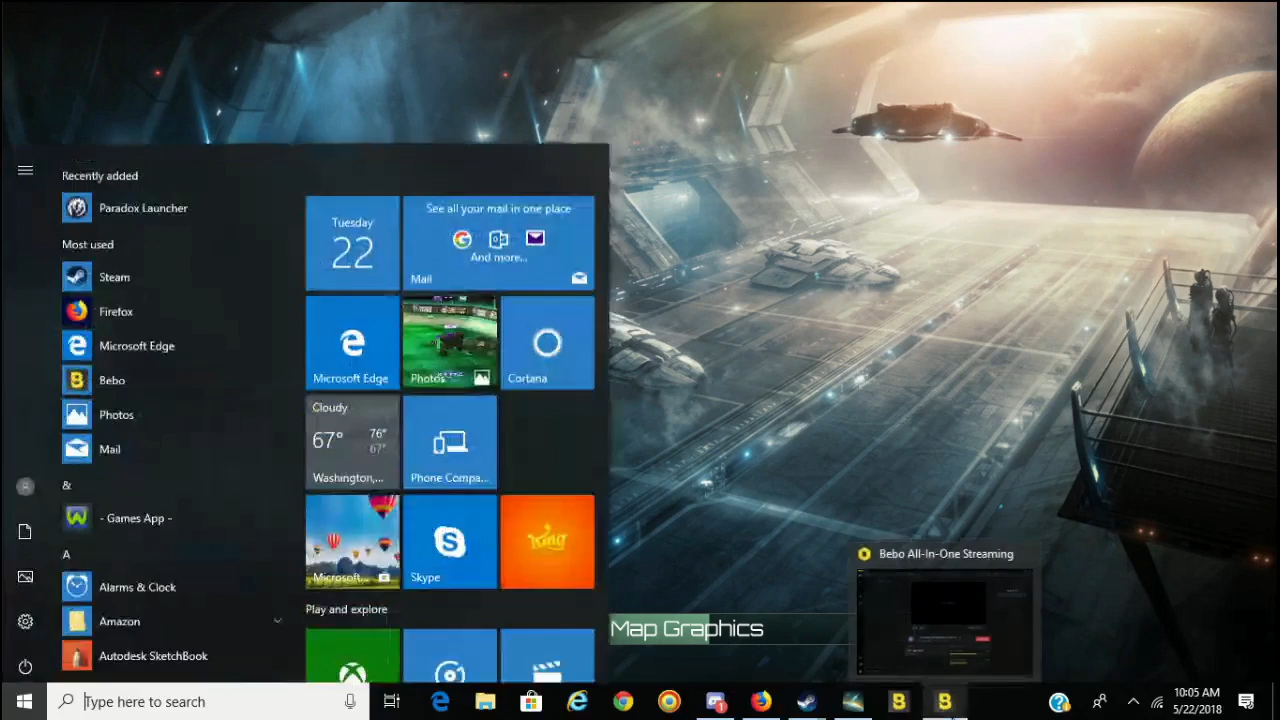 Recently added
Paradox Launcher
Most used
Steam
Firefox
Microsoft Edge
Bebo
Photos
Mail
&
- Games App -
A
Alarms & Clock
Amazon
Autodesk SketchBook
Tuesday
22
See all your mail in one place
And more...
Mail
Microsoft Edge
Photos
Cortana
Cloudy
67° 76°
67°
Washington,...
Phone Compa...
Microsoft...
Skype
King
Play and explore
Map Graphics
Bebo All-In-One Streaming
Type here to search
1
10:05 AM
5/22/2018